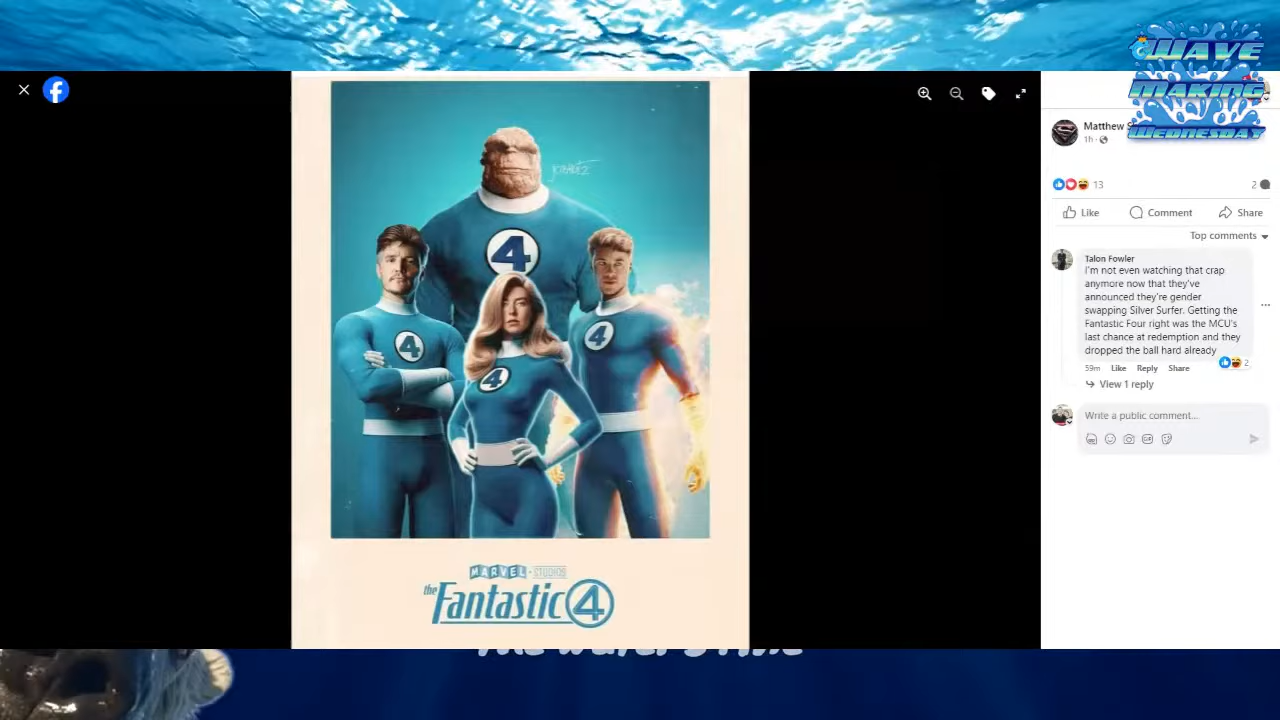 WAVE
MAKING
WEDNESDAY
Matthew S
1h
4
4
4
4
MARVEL STUDIOS
the Fantastic 4
13
2
Like
Comment
Share
Top comments
Talon Fowler
I'm not even watching that crap
anymore now that they've
announced they're gender
swapping Silver Surfer. Getting the
Fantastic Four right was the MCU's
last chance at redemption and they
dropped the ball hard already
2
59m Like Reply Share
View 1 reply
Write a public comment...